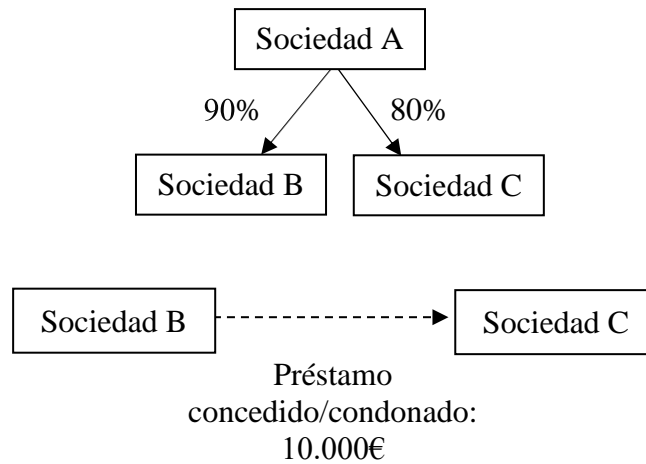 Sociedad A
90%
80%
Sociedad B
Sociedad C
Sociedad B
Sociedad C
Préstamo
concedido/condonado:
10.000€